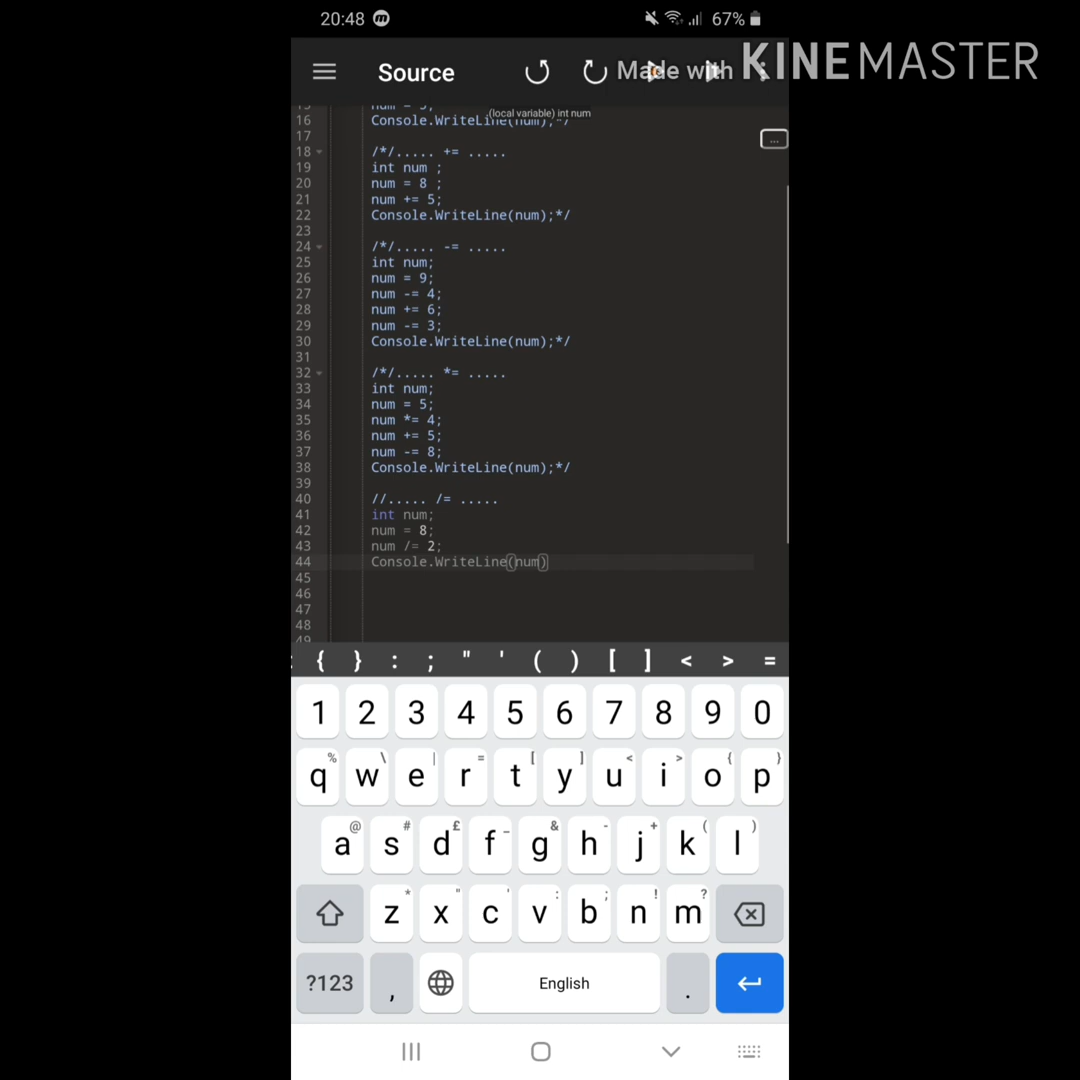 20:48 67%
Source
Made with KINEMASTER
(local variable) int num
16 Console.WriteLine(num);*/
17
18 /*/..... += .....
19 int num ;
20 num = 8 ;
21 num += 5;
22 Console.WriteLine(num);*/
23
24 /*/..... -= .....
25 int num;
26 num = 9;
27 num -= 4;
28 num += 6;
29 num -= 3;
30 Console.WriteLine(num);*/
31
32 /*/..... *= .....
33 int num;
34 num = 5;
35 num *= 4;
36 num += 5;
37 num -= 8;
38 Console.WriteLine(num);*/
39
40 //..... /= .....
41 int num;
42 num = 8;
43 num /= 2;
44 Console.WriteLine(num)
45
46
47
48
49
{ } : ; " ' ( ) [ ] < > =
1 2 3 4 5 6 7 8 9 0
% \ | = [ ] < > { }
q w e r t y u i o p
@ # £ _ & - + ( )
a s d f g h j k l
* " ' : ; ! ?
z x c v b n m
?123 , English .